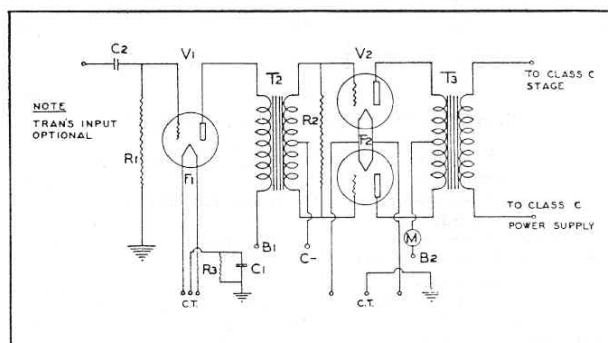 C2
V1
V2
T2
T3
TO CLASS C
STAGE
NOTE
TRAN'S INPUT
OPTIONAL
R1
R2
F1
F2
TO CLASS C
POWER SUPPLY
M
B1
C-
B2
R3
C1
C.T.
C.T.